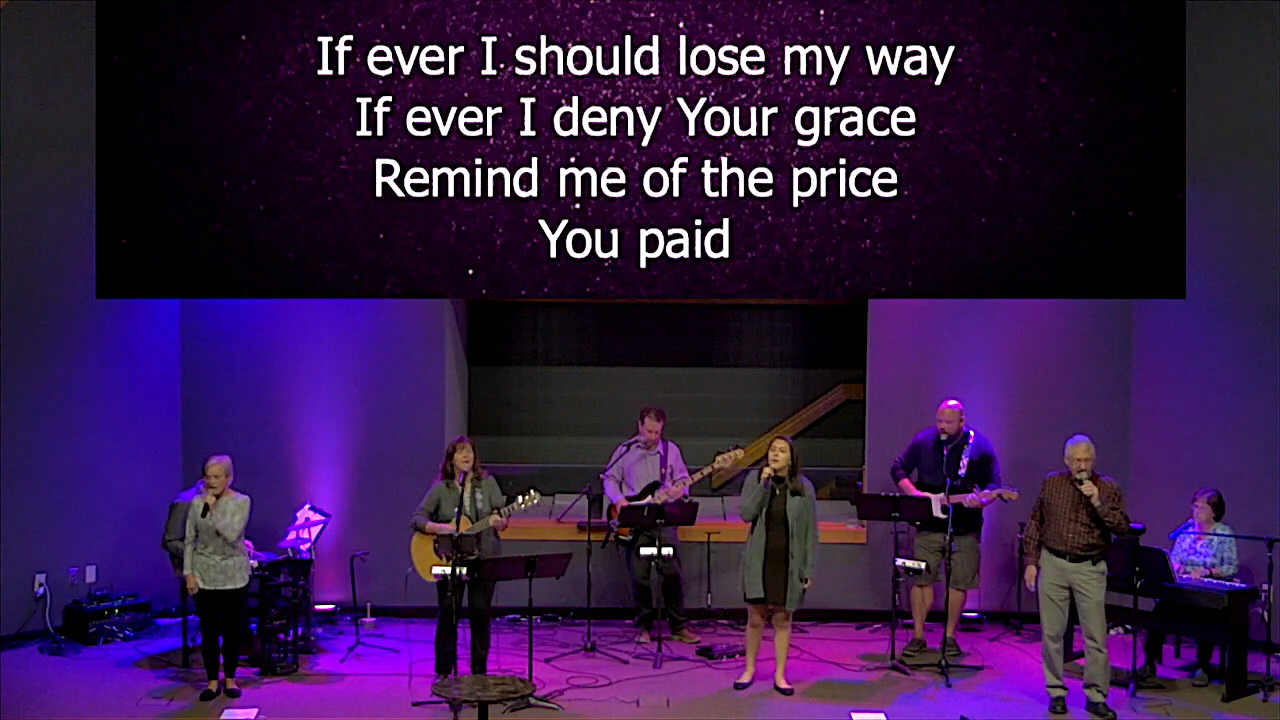 If ever I should lose my way
If ever I deny Your grace
Remind me of the price
You paid